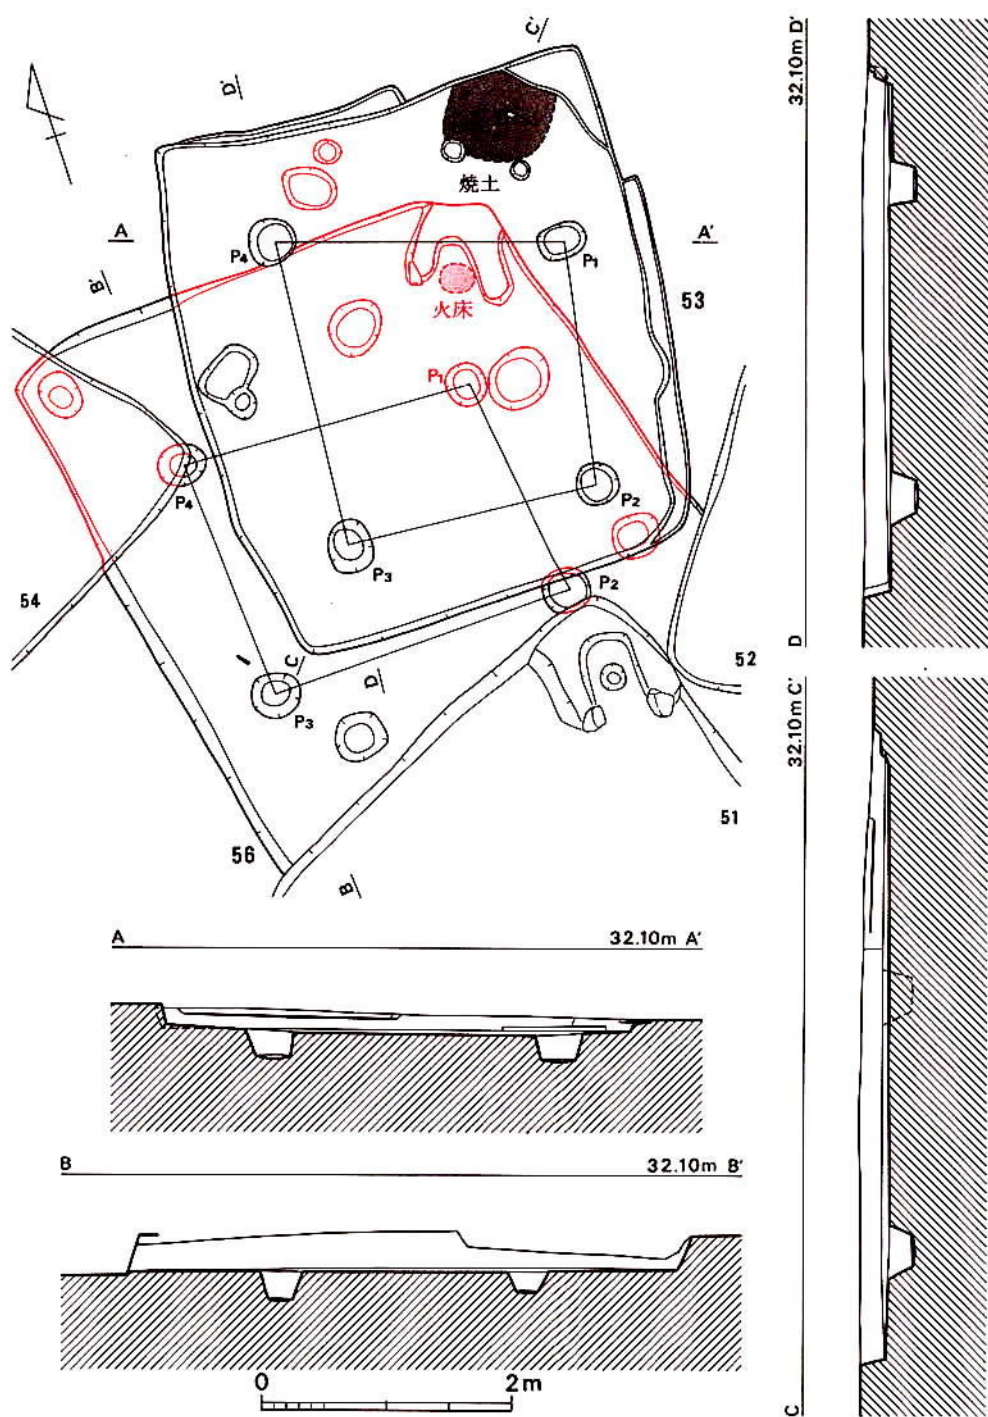 C'
D'
焼土
A
A'
P4
P1
B'
53
火床
P1
P4
P2
P3
54
P2
C
D
52
P3
51
56
B
A
32.10m A'
B
32.10m B'
0
2m
32.10m D'
D
32.10m C'
C